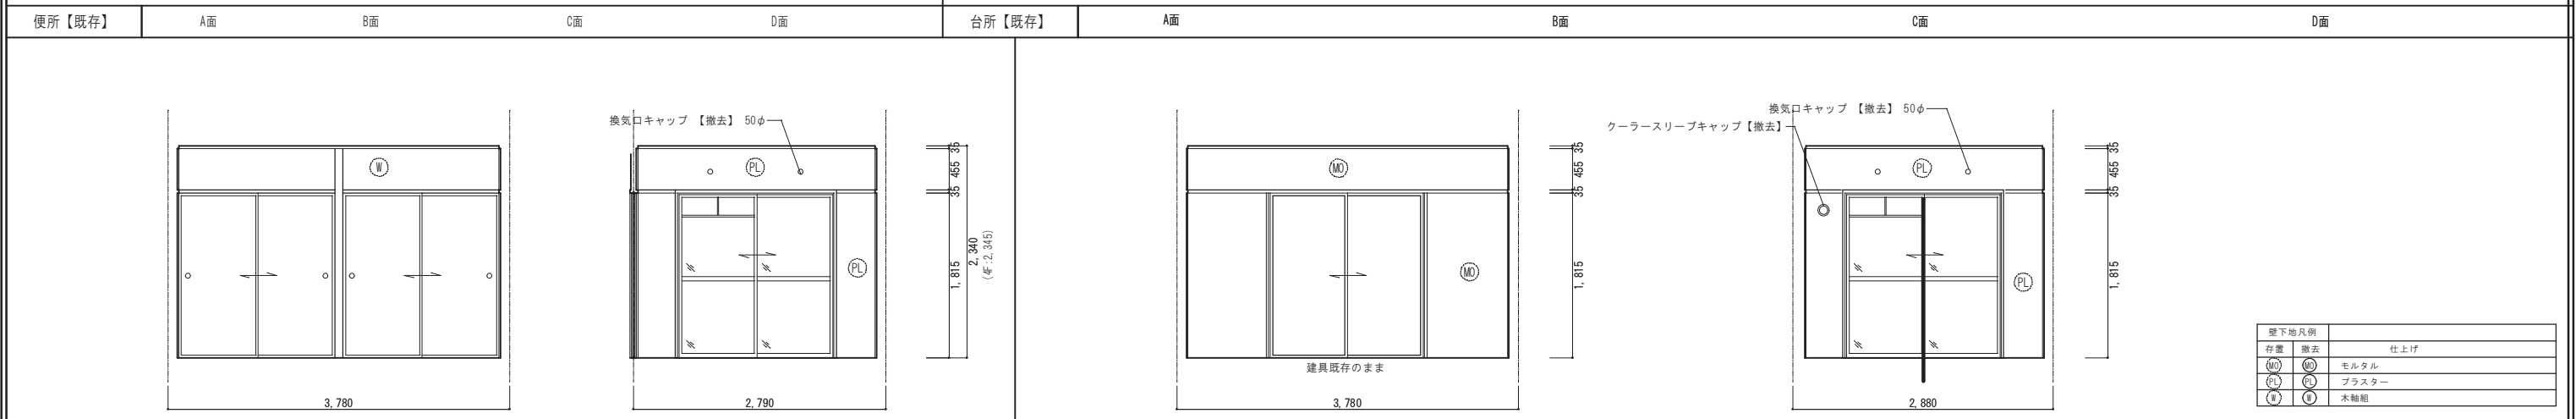 便所【既存】 A面 B面 C面 D面 台所【既存】 A面 B面 C面 D面
換気口キャップ 【撤去】 50φ
W
PL
PL
35
455
35
1,815
2,340
(4F:2,345)
3,780
2,790
MO
MO
建具既存のまま
35
455
35
1,815
3,780
換気口キャップ 【撤去】 50φ
クーラースリーブキャップ【撤去】
PL
PL
35
455
35
1,815
2,880
壁下地凡例
存置 撤去 仕上げ
MO MO モルタル
PL PL プラスター
W W 木軸組